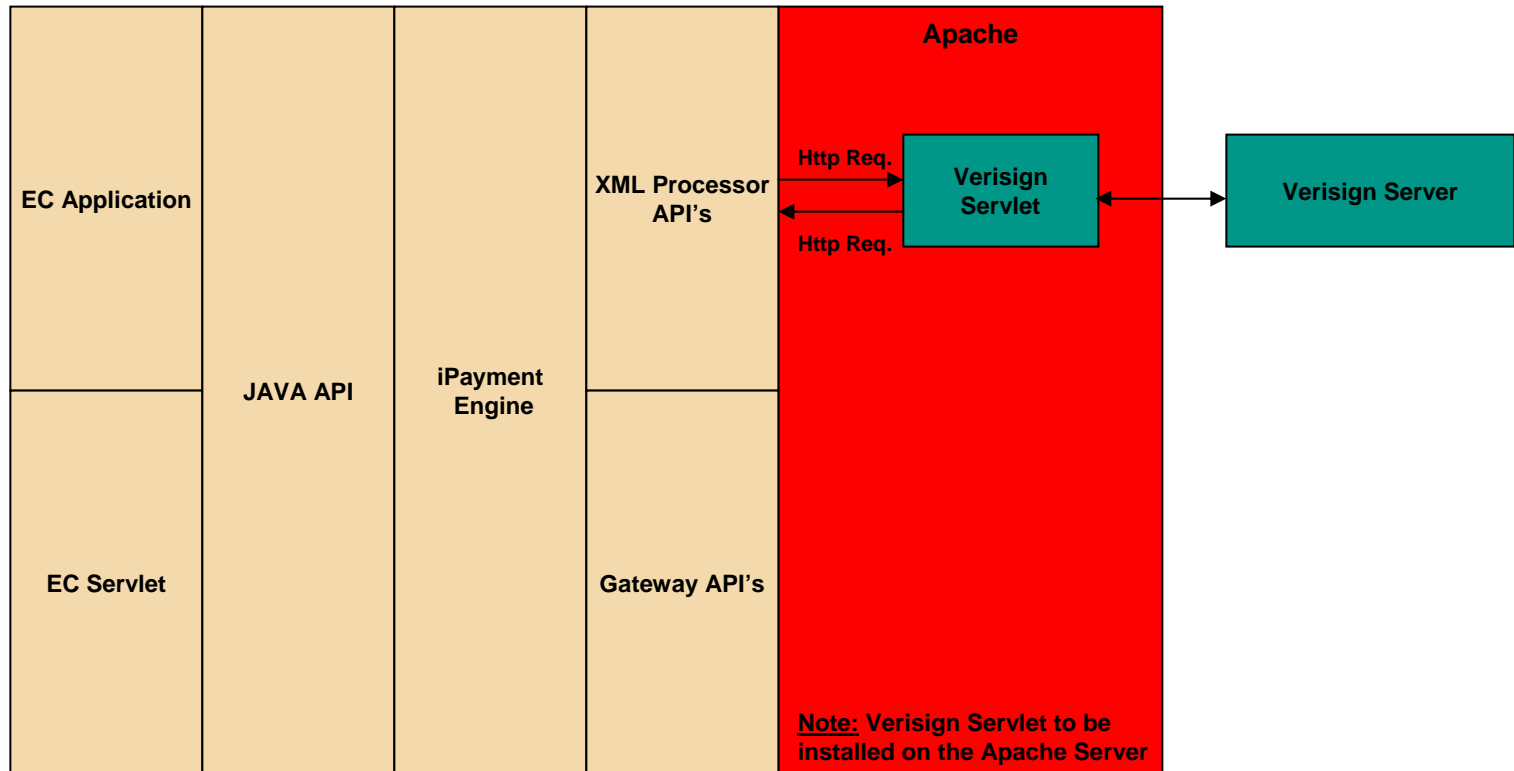 Apache
Http Req.
Verisign
Servlet
Verisign Server
EC Application
XML Processor
API's
Http Req.
JAVA API
iPayment
Engine
EC Servlet
Gateway API's
Note: Verisign Servlet to be
installed on the Apache Server